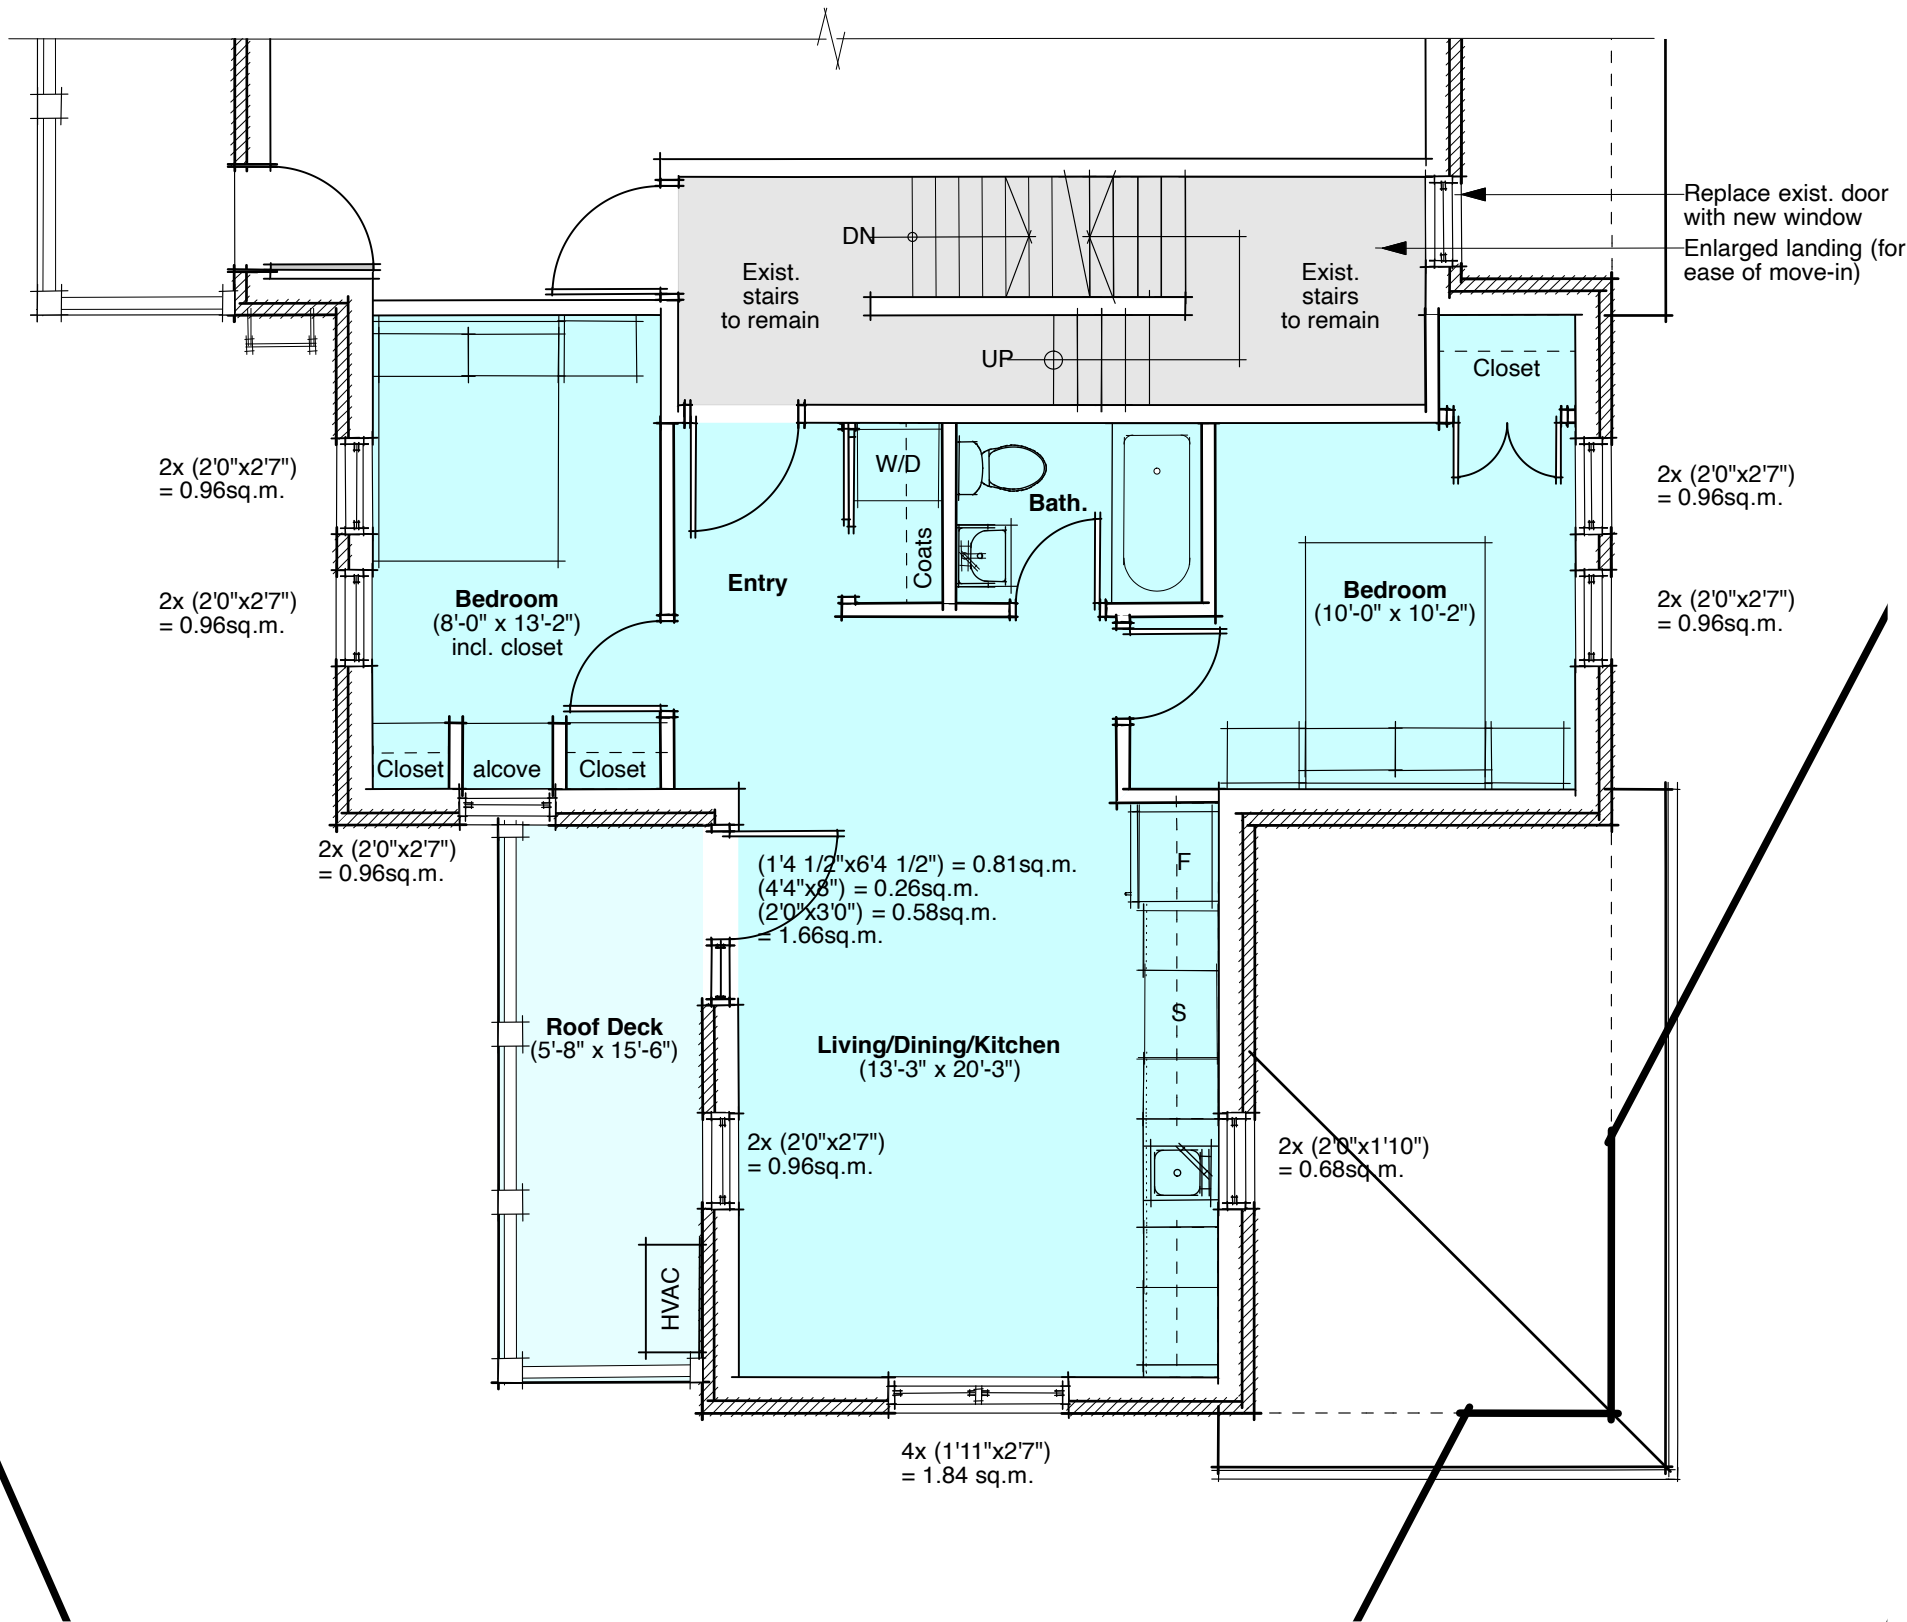 Replace exist. door
with new window
Enlarged landing (for
ease of move-in)
DN
Exist.
stairs
to remain
Exist.
stairs
to remain
UP
Closet
2x (2'0"x2'7")
= 0.96sq.m.
W/D
Coats
Bath.
2x (2'0"x2'7")
= 0.96sq.m.
Entry
Bedroom
(8'-0" x 13'-2")
incl. closet
Bedroom
(10'-0" x 10'-2")
2x (2'0"x2'7")
= 0.96sq.m.
2x (2'0"x2'7")
= 0.96sq.m.
Closet
alcove
Closet
2x (2'0"x2'7")
= 0.96sq.m.
(1'4 1/2"x6'4 1/2") = 0.81sq.m.
(4'4"x8") = 0.26sq.m.
(2'0"x3'0") = 0.58sq.m.
= 1.66sq.m.
F
S
Roof Deck
(5'-8" x 15'-6")
Living/Dining/Kitchen
(13'-3" x 20'-3")
2x (2'0"x2'7")
= 0.96sq.m.
2x (2'0"x1'10")
= 0.68sq.m.
HVAC
4x (1'11"x2'7")
= 1.84 sq.m.